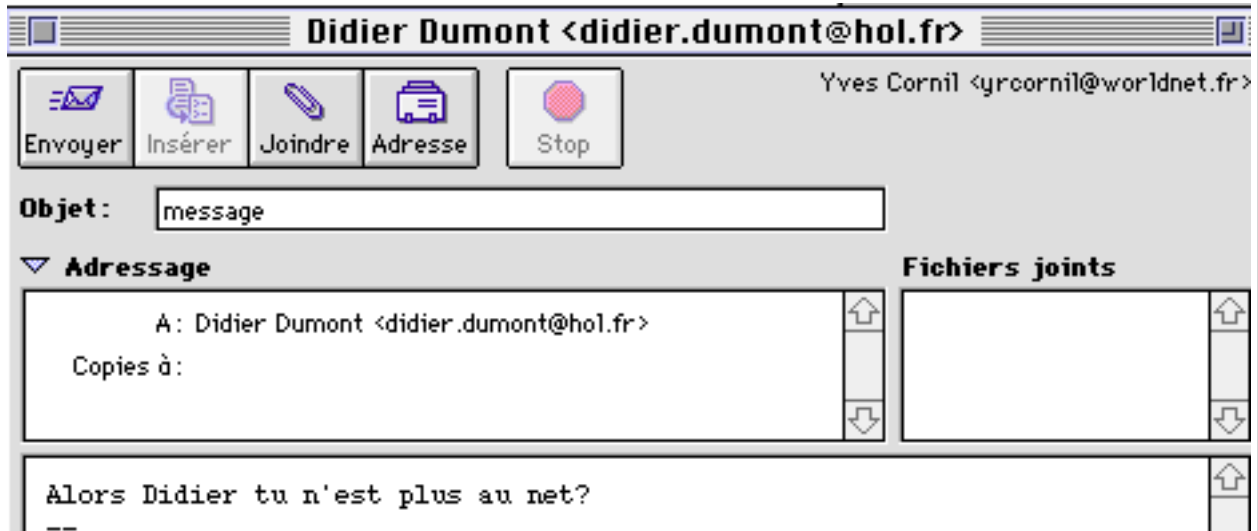 Didier Dumont <didier.dumont@hol.fr>
Yves Cornil <yrcornil@worldnet.fr>
Envoyer Insérer Joindre Adresse Stop
Objet: message
Adressage Fichiers joints
A: Didier Dumont <didier.dumont@hol.fr>
Copies à:
Alors Didier tu n'est plus au net?
--